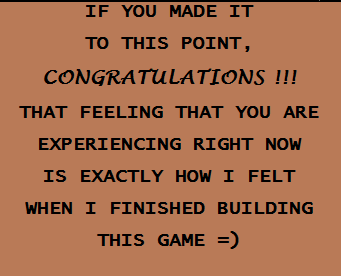 IF YOU MADE IT
TO THIS POINT,
CONGRATULATIONS !!!
THAT FEELING THAT YOU ARE
EXPERIENCING RIGHT NOW
IS EXACTLY HOW I FELT
WHEN I FINISHED BUILDING
THIS GAME =)